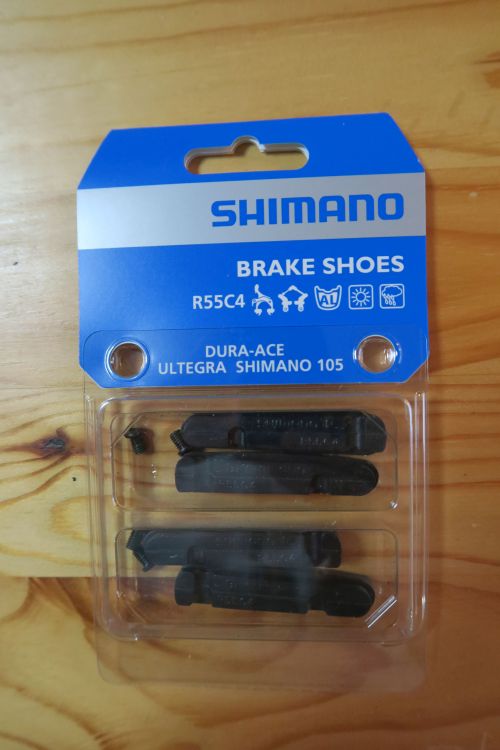 SHIMANO
BRAKE SHOES
R55C4 AL
DURA-ACE
ULTEGRA SHIMANO 105